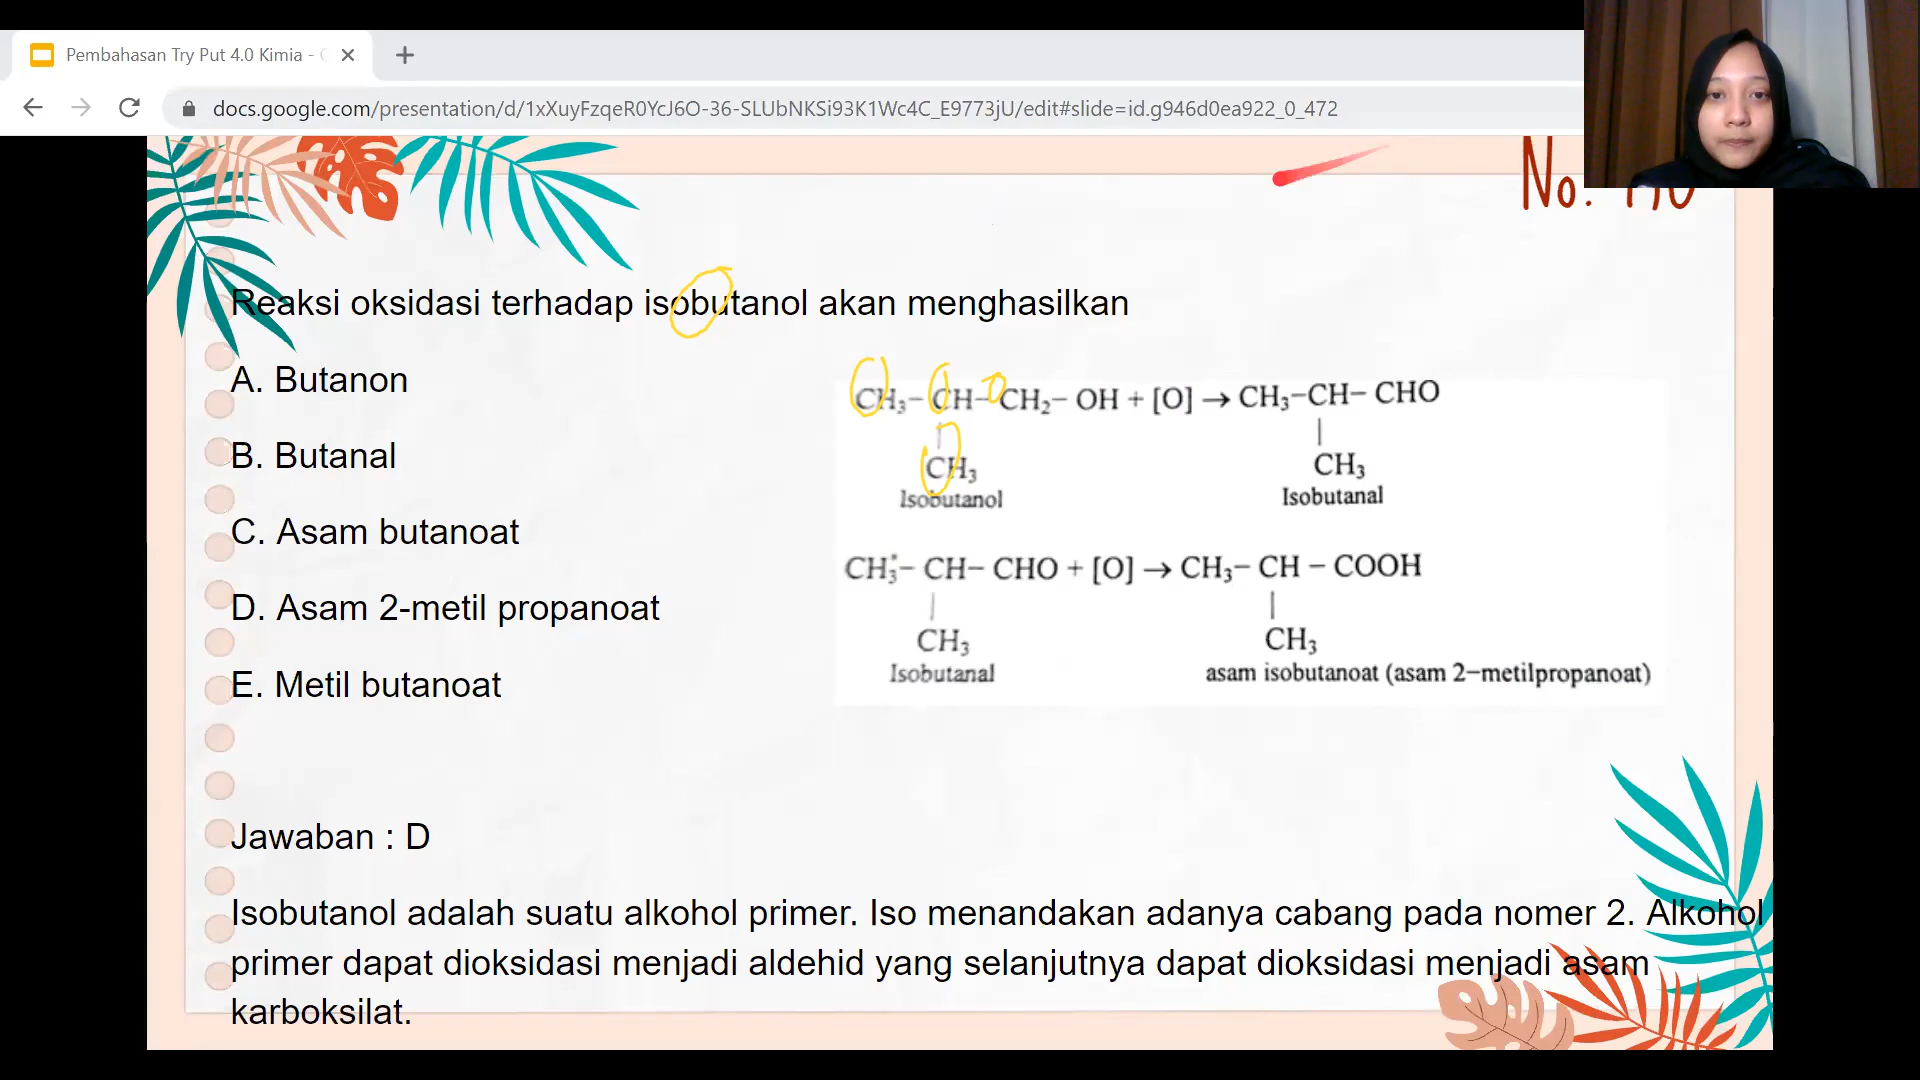 Pembahasan Try Put 4.0 Kimia -
docs.google.com/presentation/d/1xXuyFzqeR0YcJ6O-36-SLUbNKSi93K1Wc4C_E9773jU/edit#slide=id.g946d0ea922_0_472
No.
Reaksi oksidasi terhadap isobutanol akan menghasilkan
A. Butanon
B. Butanal
C. Asam butanoat
D. Asam 2-metil propanoat
E. Metil butanoat
CH₃− CH− CH₂− OH + [O] → CH₃−CH− CHO
| |
CH₃ CH₃
Isobutanol Isobutanal
CH₃− CH− CHO + [O] → CH₃− CH − COOH
| |
CH₃ CH₃
Isobutanal asam isobutanoat (asam 2−metilpropanoat)
Jawaban : D
Isobutanol adalah suatu alkohol primer. Iso menandakan adanya cabang pada nomer 2. Alkohol
primer dapat dioksidasi menjadi aldehid yang selanjutnya dapat dioksidasi menjadi asam
karboksilat.